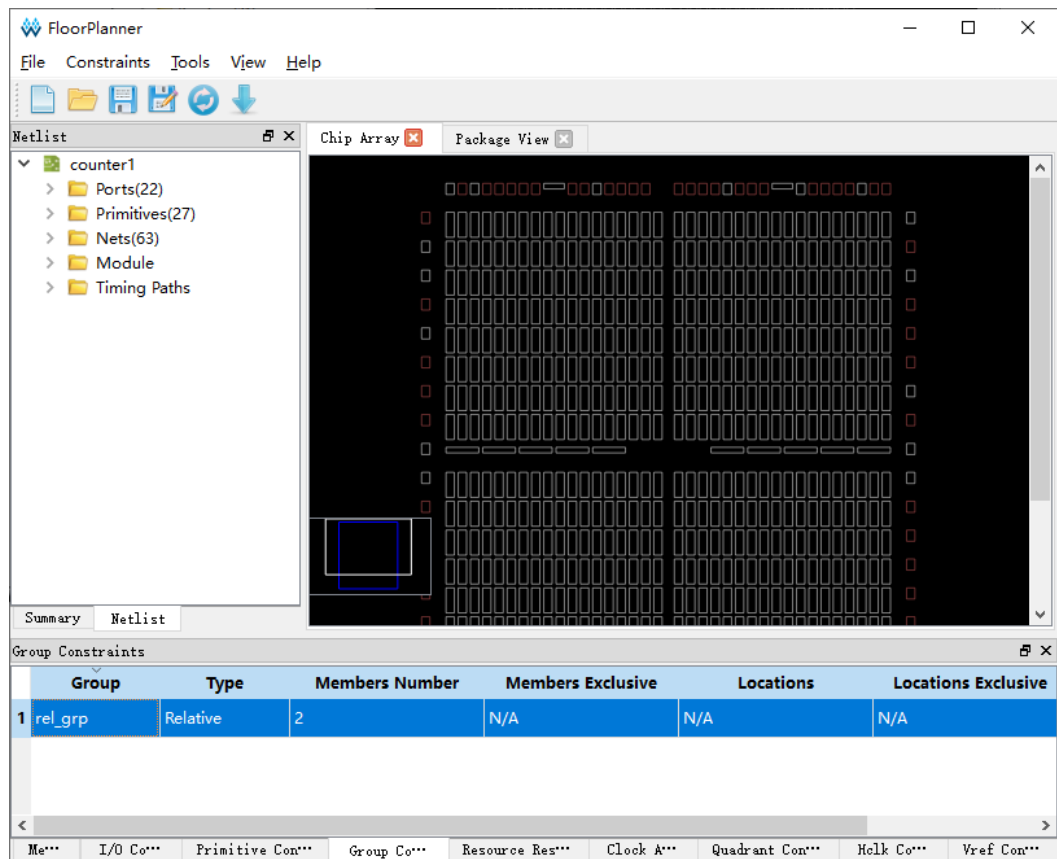 FloorPlanner
File Constraints Tools View Help
Netlist
Chip Array Package View
counter1
Ports(22)
Primitives(27)
Nets(63)
Module
Timing Paths
Summary Netlist
Group Constraints
Group Type Members Number Members Exclusive Locations Locations Exclusive
1 rel_grp Relative 2 N/A N/A N/A
Me··· I/O Co··· Primitive Con··· Group Co··· Resource Res··· Clock A··· Quadrant Con··· Hclk Co··· Vref Con···